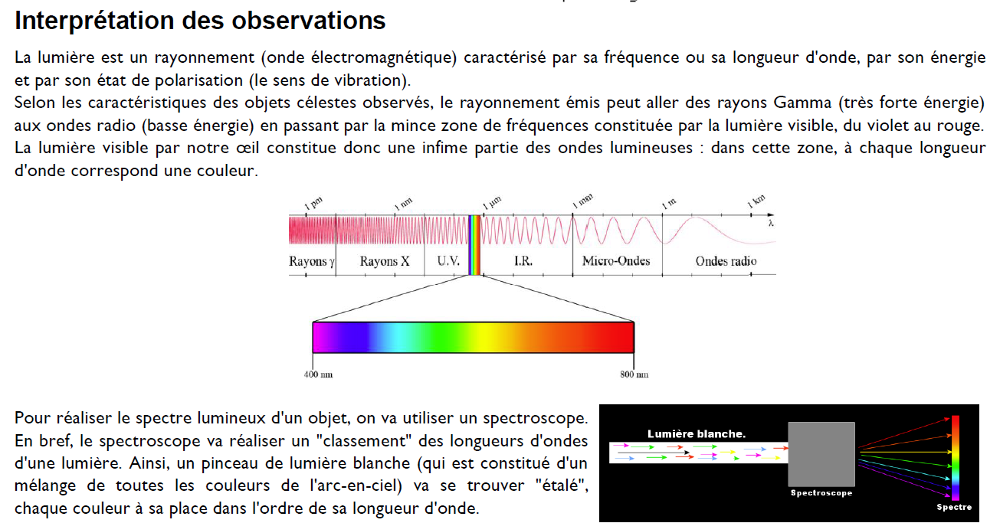 Interprétation des observations
La lumière est un rayonnement (onde électromagnétique) caractérisé par sa fréquence ou sa longueur d'onde, par son énergie
et par son état de polarisation (le sens de vibration).
Selon les caractéristiques des objets célestes observés, le rayonnement émis peut aller des rayons Gamma (très forte énergie)
aux ondes radio (basse énergie) en passant par la mince zone de fréquences constituée par la lumière visible, du violet au rouge.
La lumière visible par notre œil constitue donc une infime partie des ondes lumineuses : dans cette zone, à chaque longueur
d'onde correspond une couleur.
1 pm 1 nm 1 µm 1 mm 1 m 1 km
λ
Rayons γ Rayons X U.V. I.R. Micro-Ondes Ondes radio
400 nm 800 nm
Pour réaliser le spectre lumineux d'un objet, on va utiliser un spectroscope.
En bref, le spectroscope va réaliser un "classement" des longueurs d'ondes
d'une lumière. Ainsi, un pinceau de lumière blanche (qui est constitué d'un
mélange de toutes les couleurs de l'arc-en-ciel) va se trouver "étalé",
chaque couleur à sa place dans l'ordre de sa longueur d'onde.
Lumière blanche.
Spectroscope
Spectre